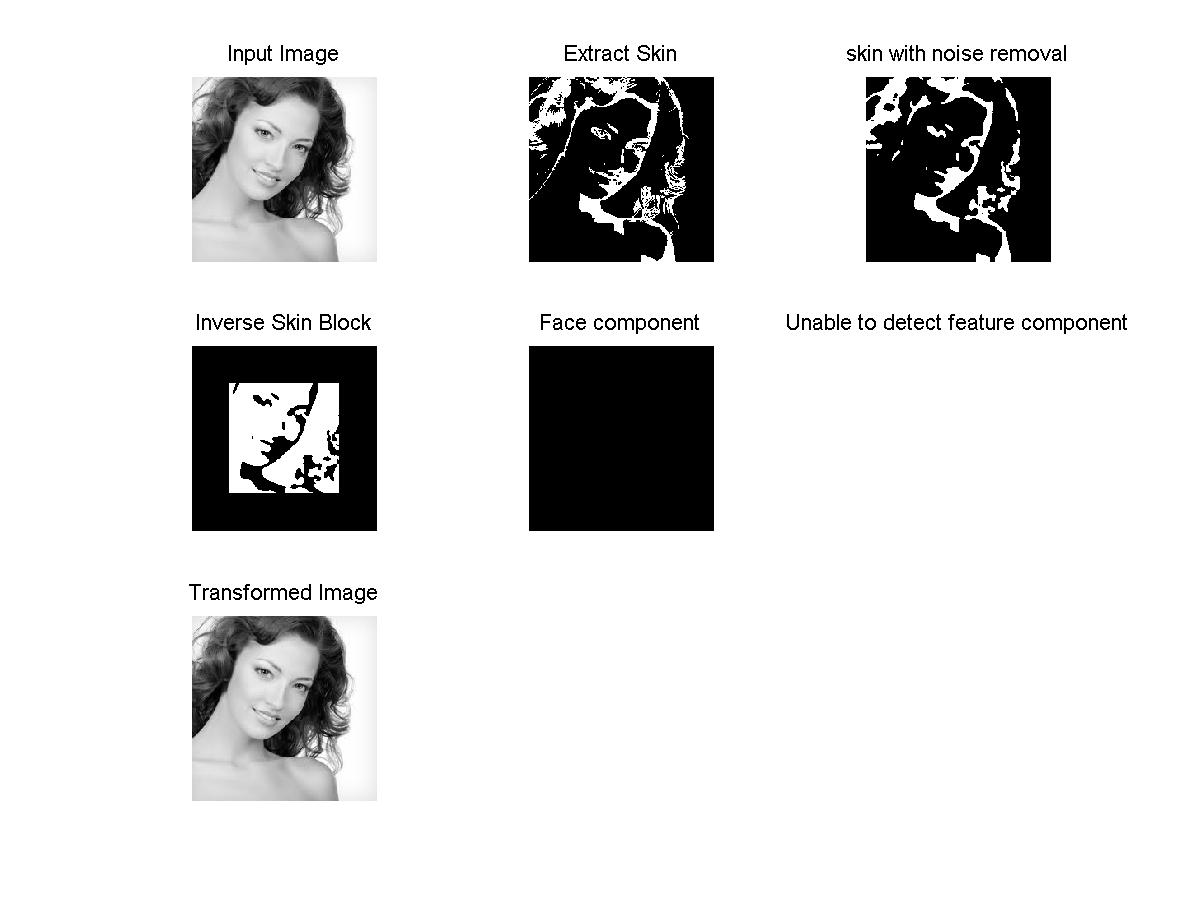 Input Image
Extract Skin
skin with noise removal
Inverse Skin Block
Face component
Unable to detect feature component
Transformed Image